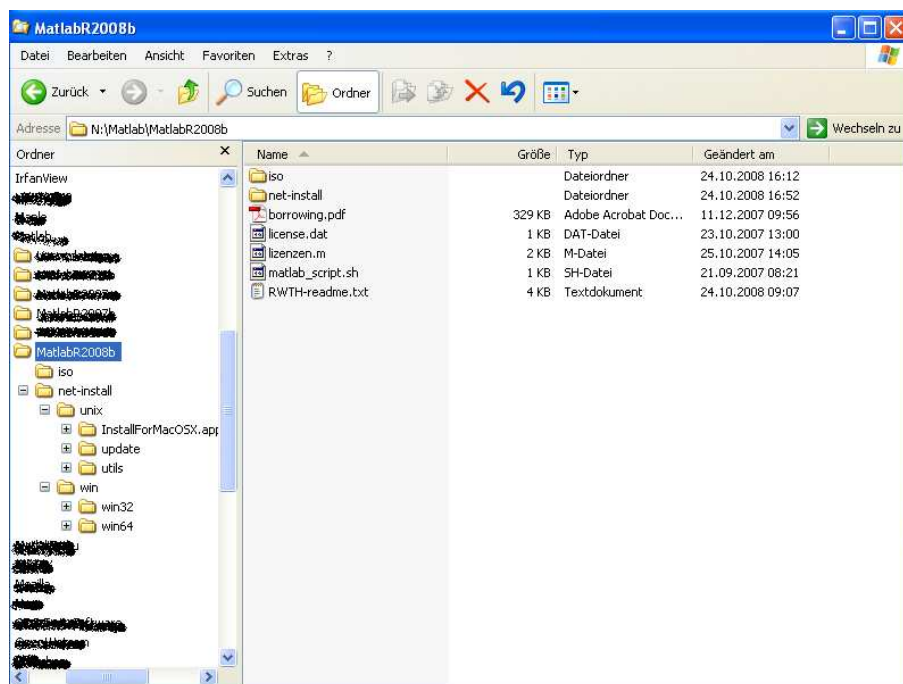 MatlabR2008b
Datei Bearbeiten Ansicht Favoriten Extras ?
Zurück Suchen Ordner
Adresse N:\Matlab\MatlabR2008b Wechseln zu
Ordner x
IrfanView
MatlabR2008b
iso
net-install
unix
InstallForMacOSX.app
update
utils
win
win32
win64
Name Größe Typ Geändert am
iso Dateiordner 24.10.2008 16:12
net-install Dateiordner 24.10.2008 16:52
borrowing.pdf 329 KB Adobe Acrobat Doc... 11.12.2007 09:56
license.dat 1 KB DAT-Datei 23.10.2007 13:00
lizenzen.m 2 KB M-Datei 25.10.2007 14:05
matlab_script.sh 1 KB SH-Datei 21.09.2007 08:21
RWTH-readme.txt 4 KB Textdokument 24.10.2008 09:07